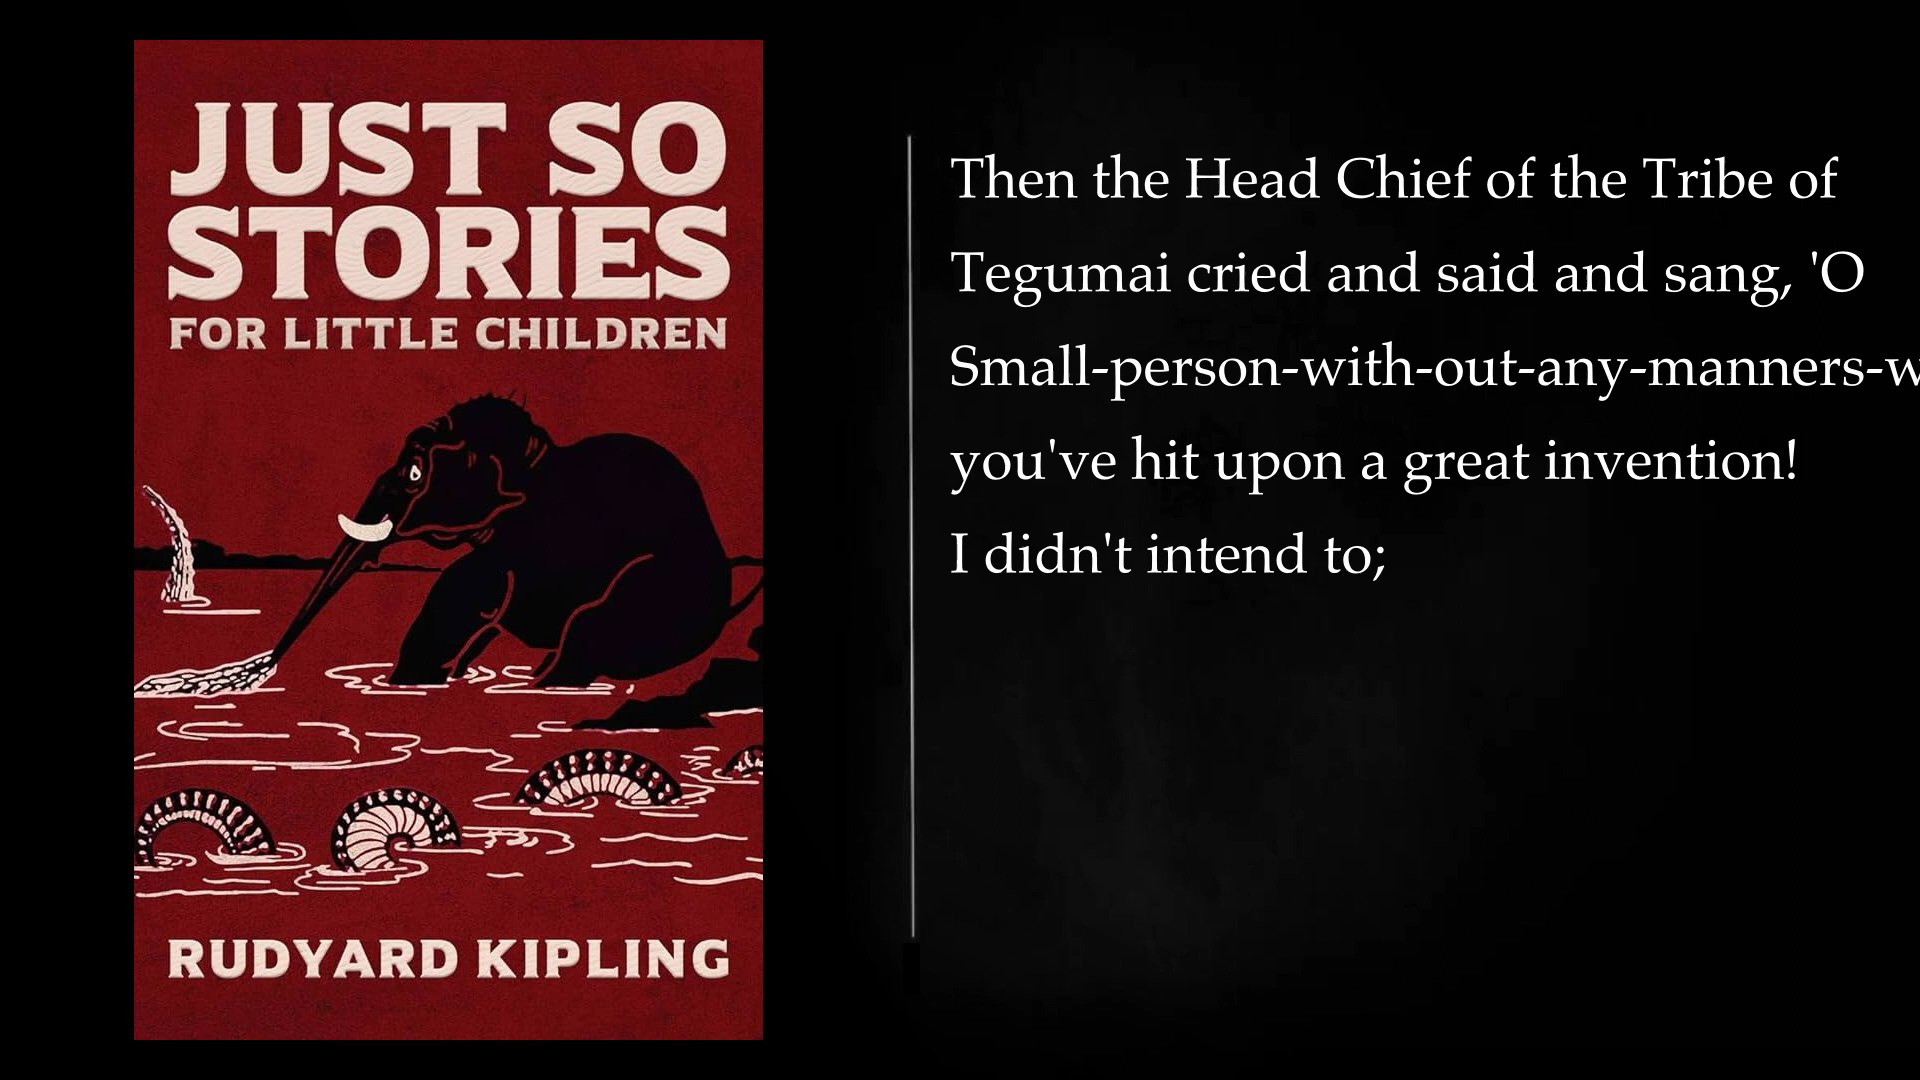 JUST SO
STORIES
FOR LITTLE CHILDREN
RUDYARD KIPLING
Then the Head Chief of the Tribe of
Tegumai cried and said and sang, 'O
Small-person-with-out-any-manners-w
you've hit upon a great invention!
I didn't intend to;